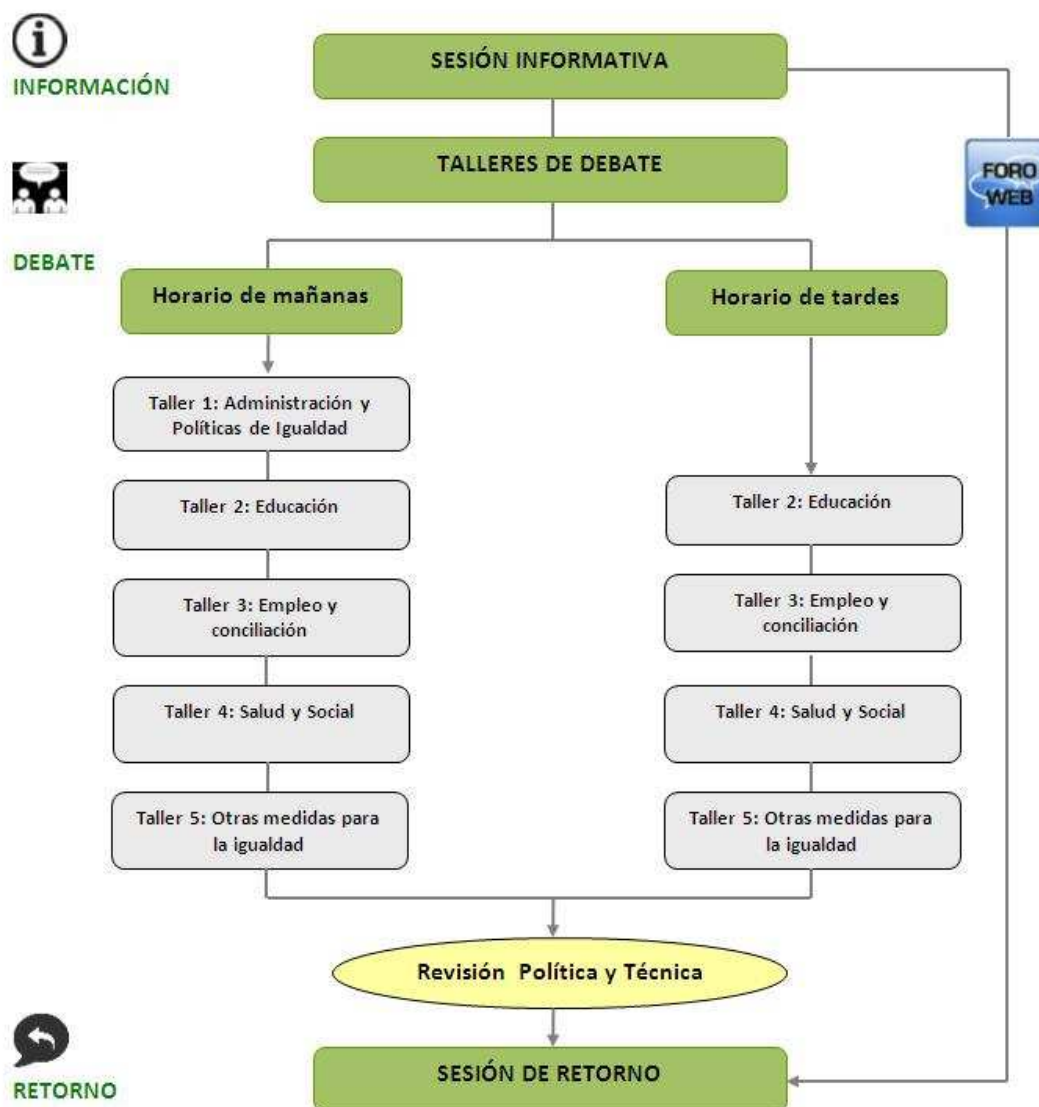 INFORMACIÓN
SESIÓN INFORMATIVA
TALLERES DE DEBATE
FORO
WEB
DEBATE
Horario de mañanas
Horario de tardes
Taller 1: Administración y
Políticas de Igualdad
Taller 2: Educación
Taller 3: Empleo y
conciliación
Taller 4: Salud y Social
Taller 5: Otras medidas para
la igualdad
Taller 2: Educación
Taller 3: Empleo y
conciliación
Taller 4: Salud y Social
Taller 5: Otras medidas para
la igualdad
Revisión Política y Técnica
SESIÓN DE RETORNO
RETORNO